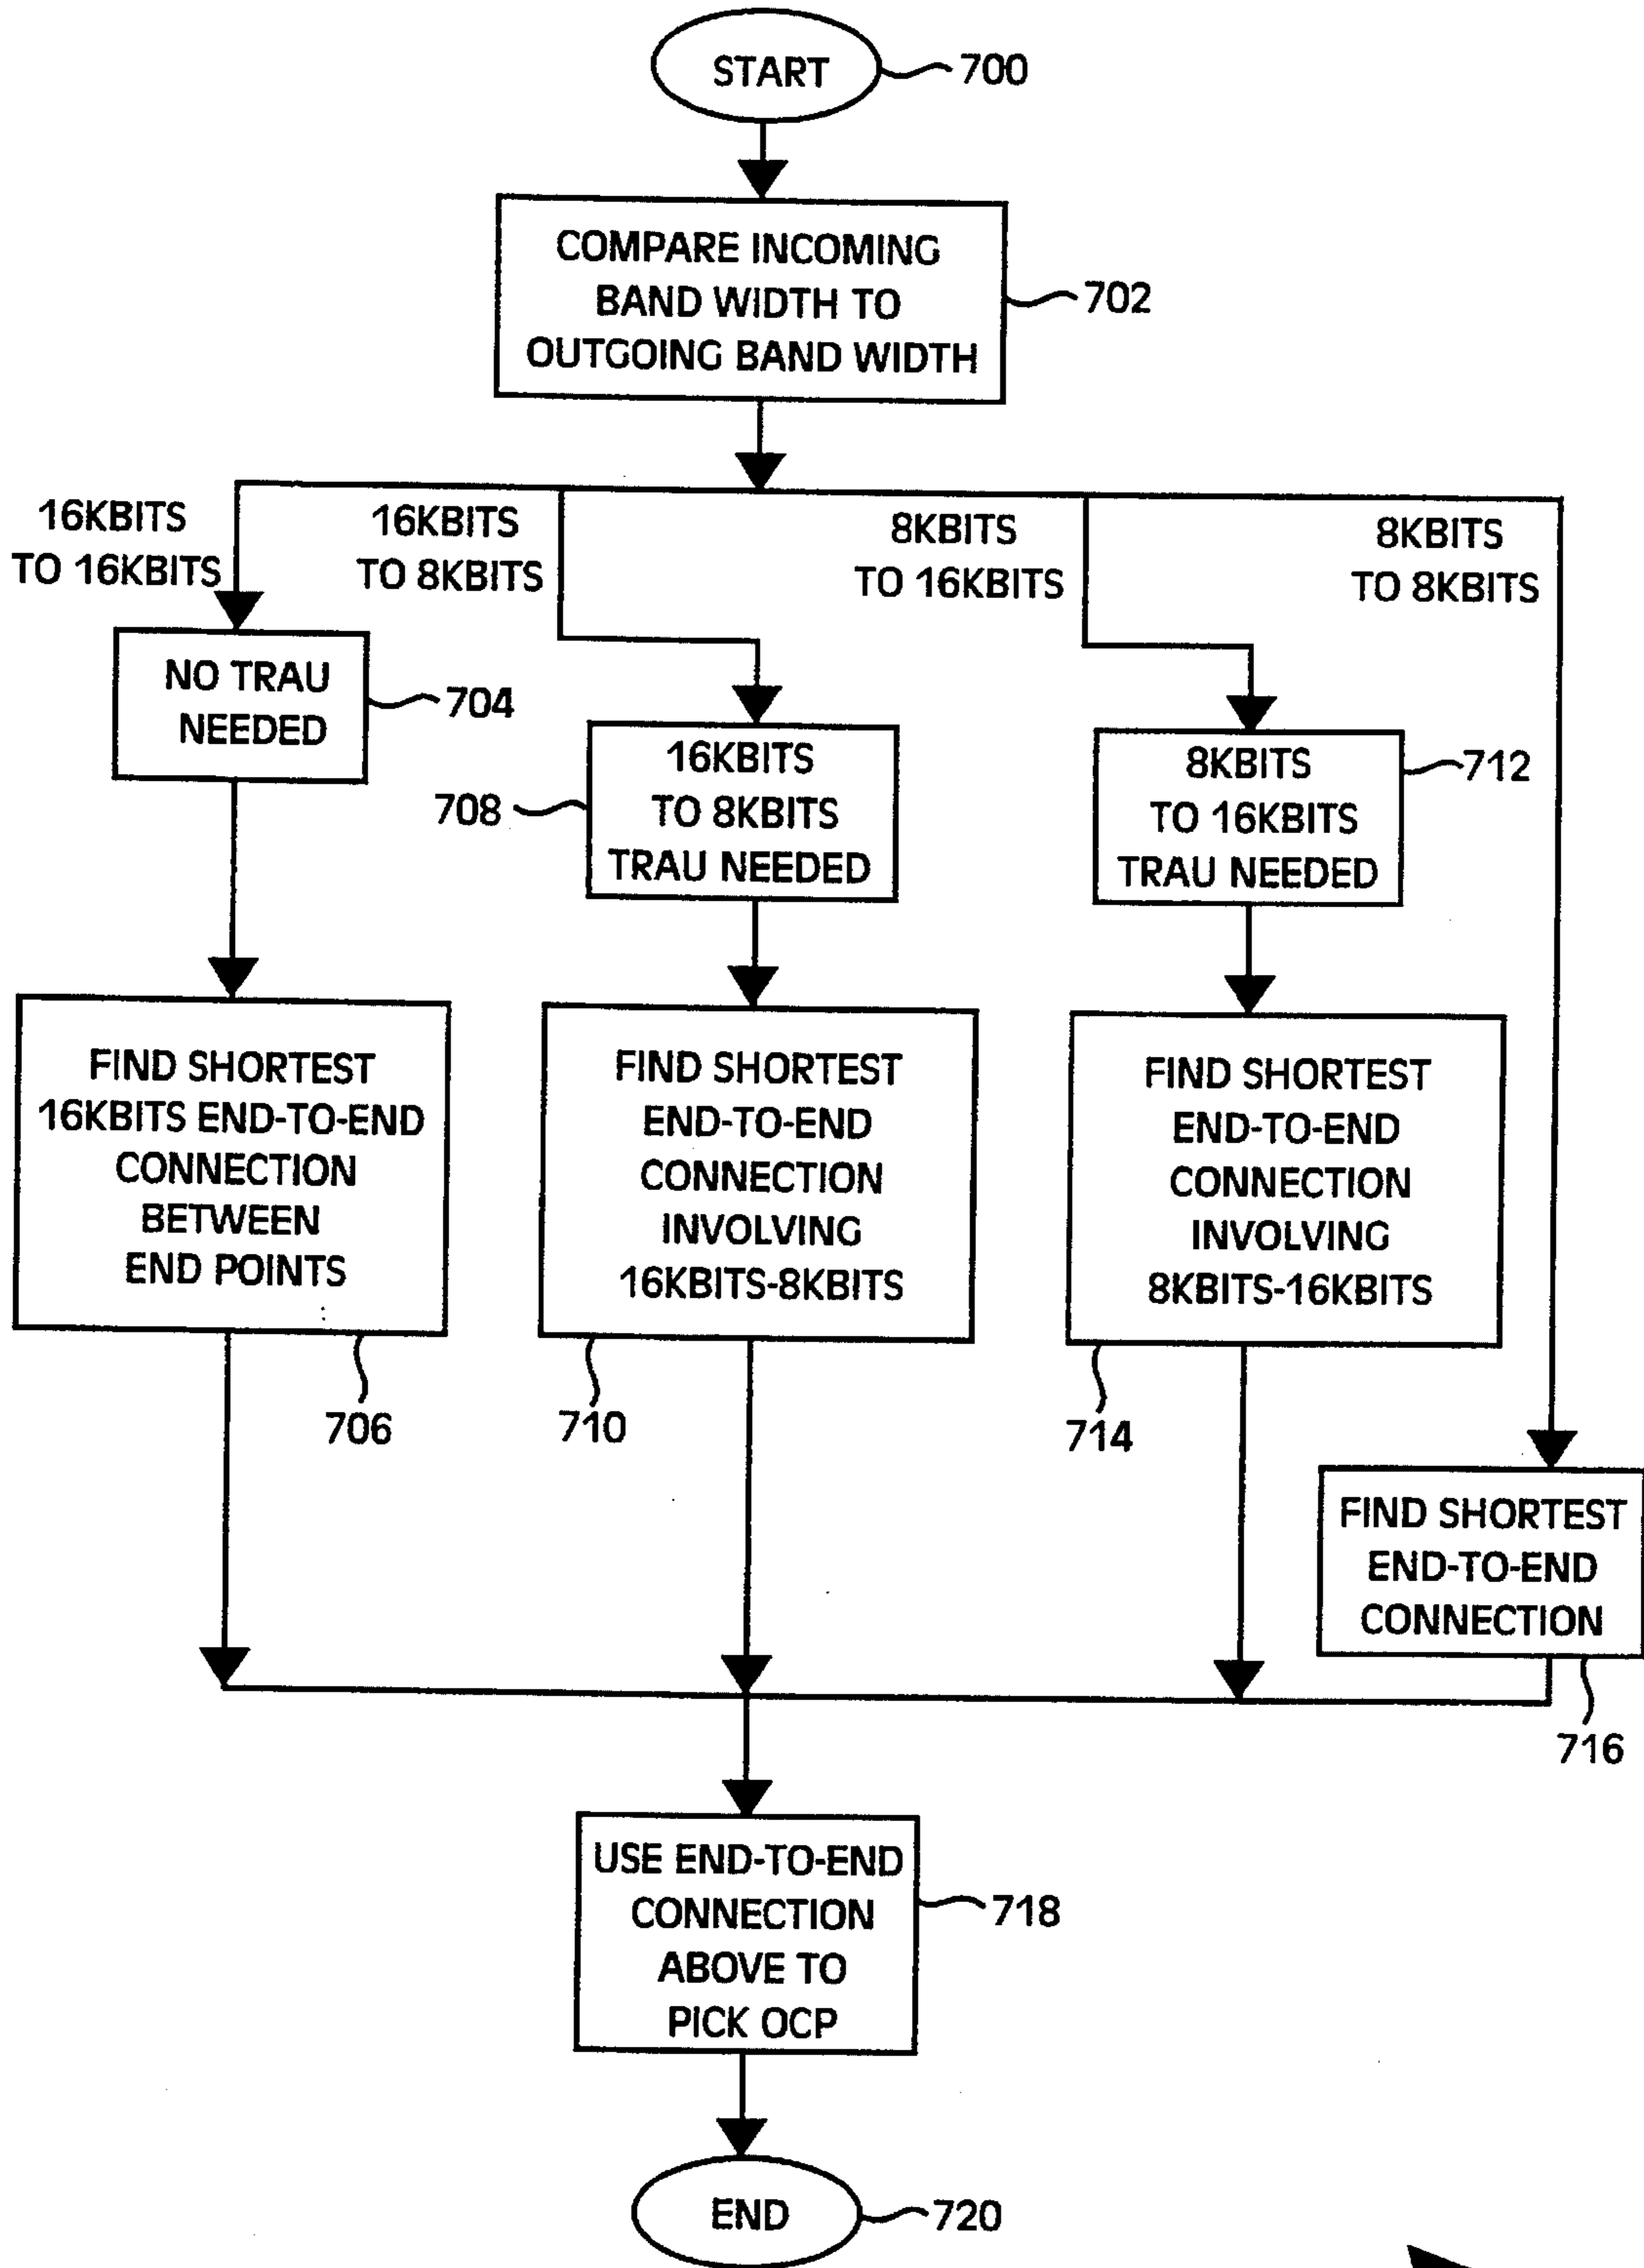 START
700
COMPARE INCOMING
BAND WIDTH TO
OUTGOING BAND WIDTH
702
16KBITS
TO 16KBITS
16KBITS
TO 8KBITS
8KBITS
TO 16KBITS
8KBITS
TO 8KBITS
NO TRAU
NEEDED
704
16KBITS
TO 8KBITS
TRAU NEEDED
708
8KBITS
TO 16KBITS
TRAU NEEDED
712
FIND SHORTEST
16KBITS END-TO-END
CONNECTION
BETWEEN
END POINTS
706
FIND SHORTEST
END-TO-END
CONNECTION
INVOLVING
16KBITS-8KBITS
710
FIND SHORTEST
END-TO-END
CONNECTION
INVOLVING
8KBITS-16KBITS
714
FIND SHORTEST
END-TO-END
CONNECTION
716
USE END-TO-END
CONNECTION
ABOVE TO
PICK OCP
718
END
720